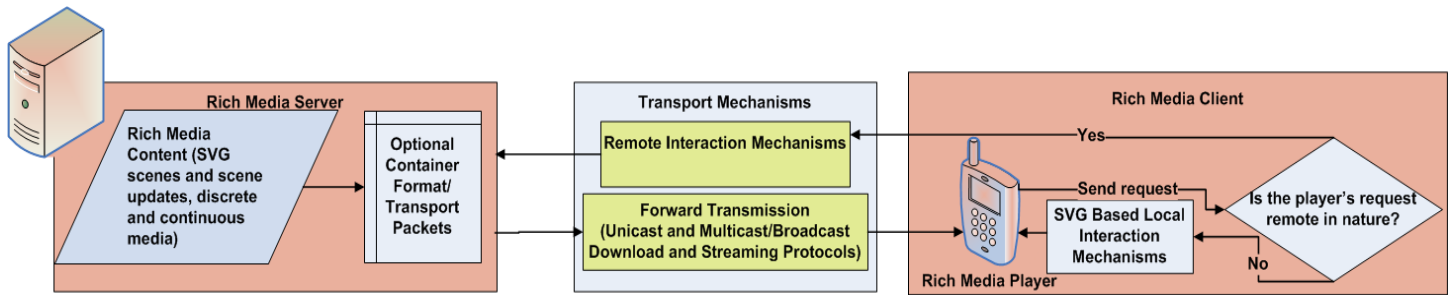 Rich Media Server
Rich Media
Content (SVG
scenes and scene
updates, discrete
and continuous
media)
Optional
Container
Format/
Transport
Packets
Transport Mechanisms
Remote Interaction Mechanisms
Forward Transmission
(Unicast and Multicast/Broadcast
Download and Streaming Protocols)
Rich Media Client
Yes
Send request
Is the player's request
remote in nature?
SVG Based Local
Interaction
Mechanisms
No
Rich Media Player